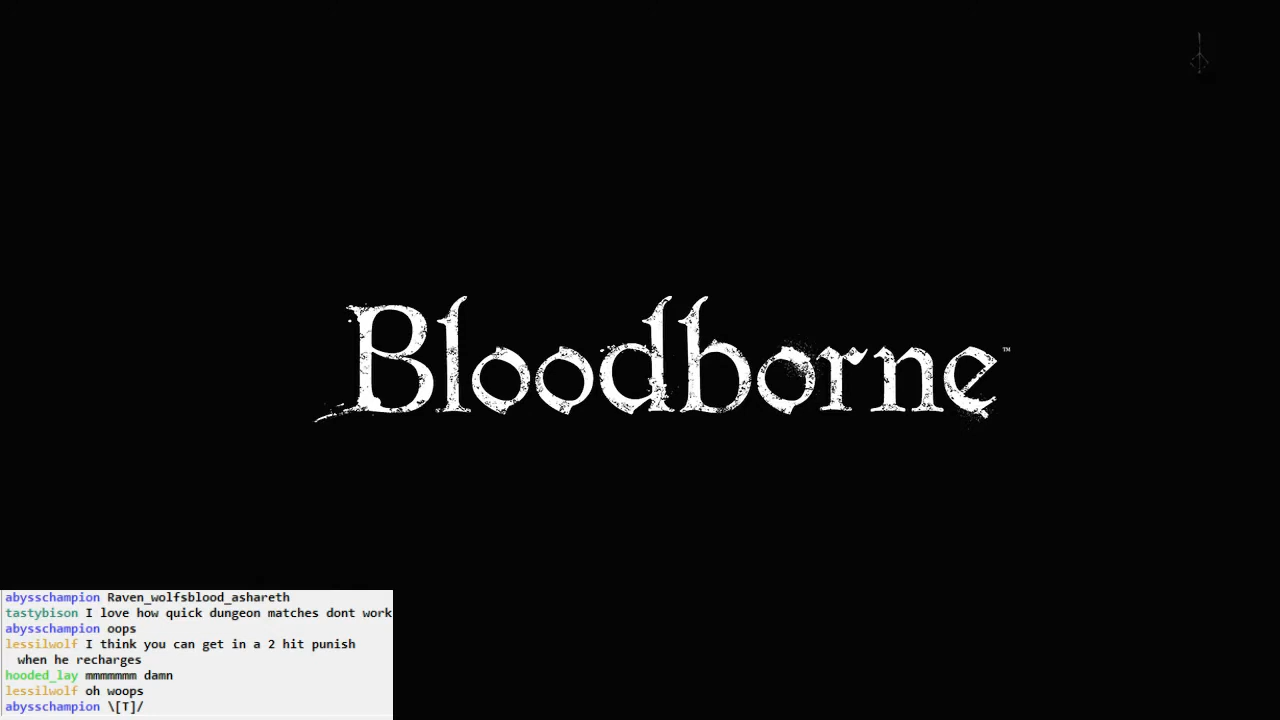 Bloodborne™
abysschampion Raven_wolfsblood_ashareth
tastybison I love how quick dungeon matches dont work
abysschampion oops
lessilwolf I think you can get in a 2 hit punish
when he recharges
hooded_lay mmmmmmm damn
lessilwolf oh woops
abysschampion \[T]/